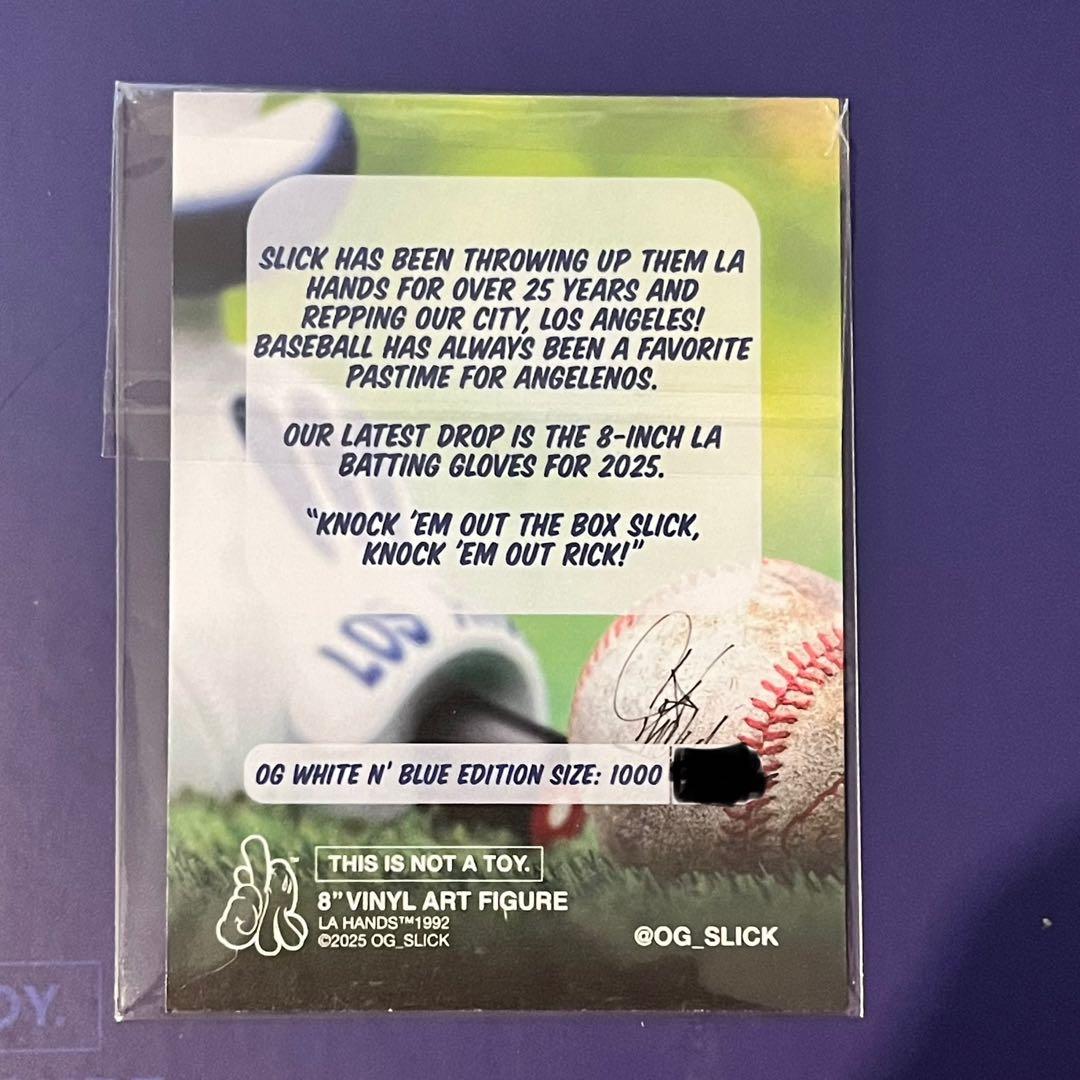 SLICK HAS BEEN THROWING UP THEM LA
HANDS FOR OVER 25 YEARS AND
REPPING OUR CITY, LOS ANGELES!
BASEBALL HAS ALWAYS BEEN A FAVORITE
PASTIME FOR ANGELENOS.
OUR LATEST DROP IS THE 8-INCH LA
BATTING GLOVES FOR 2025.
“KNOCK ’EM OUT THE BOX SLICK,
KNOCK ’EM OUT RICK!”
LOS
OG WHITE N’ BLUE EDITION SIZE: 1000
™
THIS IS NOT A TOY.
8” VINYL ART FIGURE
LA HANDS™1992
©2025 OG_SLICK
@OG_SLICK
OY.